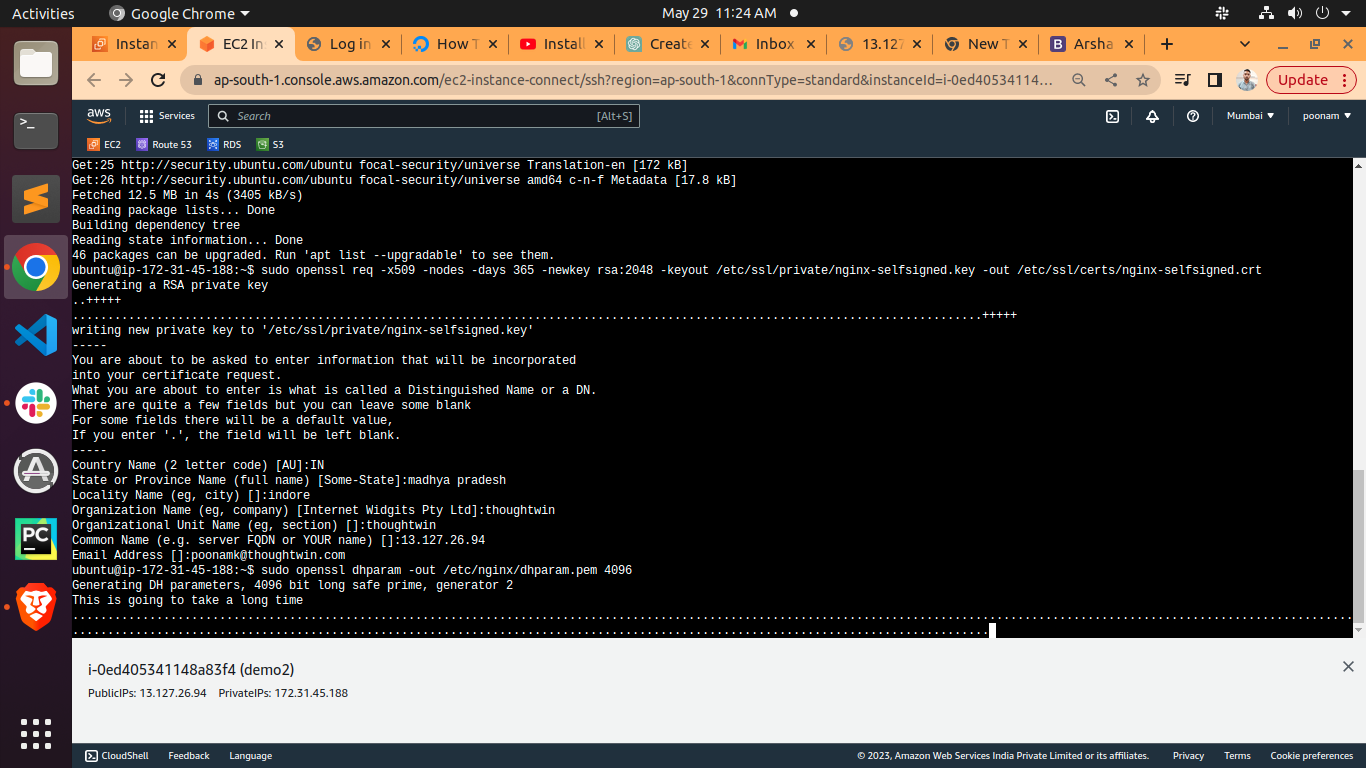 Activities
Google Chrome
May 29 11:24 AM
Instan
EC2 In
Log in
How T
Install
Create
Inbox
13.127
New T
Arsha
ap-south-1.console.aws.amazon.com/ec2-instance-connect/ssh?region=ap-south-1&connType=standard&instanceId=i-0ed40534114...
Update
aws
Services
Search
[Alt+S]
Mumbai
poonam
EC2
Route 53
RDS
S3
Get:25 http://security.ubuntu.com/ubuntu focal-security/universe Translation-en [172 kB]
Get:26 http://security.ubuntu.com/ubuntu focal-security/universe amd64 c-n-f Metadata [17.8 kB]
Fetched 12.5 MB in 4s (3405 kB/s)
Reading package lists... Done
Building dependency tree
Reading state information... Done
46 packages can be upgraded. Run 'apt list --upgradable' to see them.
ubuntu@ip-172-31-45-188:~$ sudo openssl req -x509 -nodes -days 365 -newkey rsa:2048 -keyout /etc/ssl/private/nginx-selfsigned.key -out /etc/ssl/certs/nginx-selfsigned.crt
Generating a RSA private key
..+++++
..................................................................................................................................+++++
writing new private key to '/etc/ssl/private/nginx-selfsigned.key'
-----
You are about to be asked to enter information that will be incorporated
into your certificate request.
What you are about to enter is what is called a Distinguished Name or a DN.
There are quite a few fields but you can leave some blank
For some fields there will be a default value,
If you enter '.', the field will be left blank.
-----
Country Name (2 letter code) [AU]:IN
State or Province Name (full name) [Some-State]:madhya pradesh
Locality Name (eg, city) []:indore
Organization Name (eg, company) [Internet Widgits Pty Ltd]:thoughtwin
Organizational Unit Name (eg, section) []:thoughtwin
Common Name (e.g. server FQDN or YOUR name) []:13.127.26.94
Email Address []:poonamk@thoughtwin.com
ubuntu@ip-172-31-45-188:~$ sudo openssl dhparam -out /etc/nginx/dhparam.pem 4096
Generating DH parameters, 4096 bit long safe prime, generator 2
This is going to take a long time
.......................................................................................................................................................................................
...................................................................................................................................
i-0ed405341148a83f4 (demo2)
PublicIPs: 13.127.26.94 PrivateIPs: 172.31.45.188
CloudShell
Feedback
Language
© 2023, Amazon Web Services India Private Limited or its affiliates.
Privacy
Terms
Cookie preferences